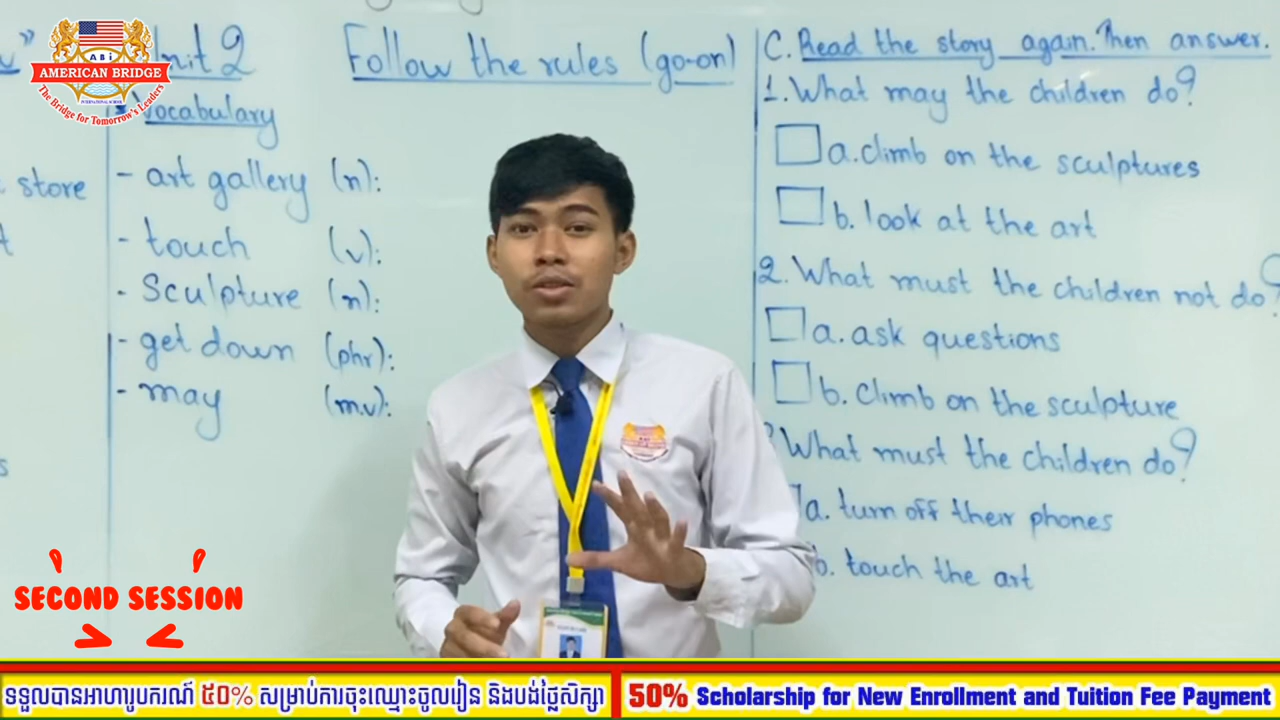 ABi
AMERICAN BRIDGE
INTERNATIONAL SCHOOL
The Bridge for Tomorrow's Leaders
Unit 2
Vocabulary
store
- art gallery (n):
- touch (v):
- Sculpture (n):
- get down (phr):
- may (m.v):
Follow the rules (go-on)
C. Read the story again. Then answer.
1. What may the children do?
a. climb on the sculptures
b. look at the art
2. What must the children not do?
a. ask questions
b. climb on the sculpture
What must the children do?
a. turn off their phones
b. touch the art
SECOND SESSION
ទទួលបានអាហារូបករណ៍ ៥០% សម្រាប់ការចុះឈ្មោះចូលរៀន និងបង់ថ្លៃសិក្សា
50% Scholarship for New Enrollment and Tuition Fee Payment